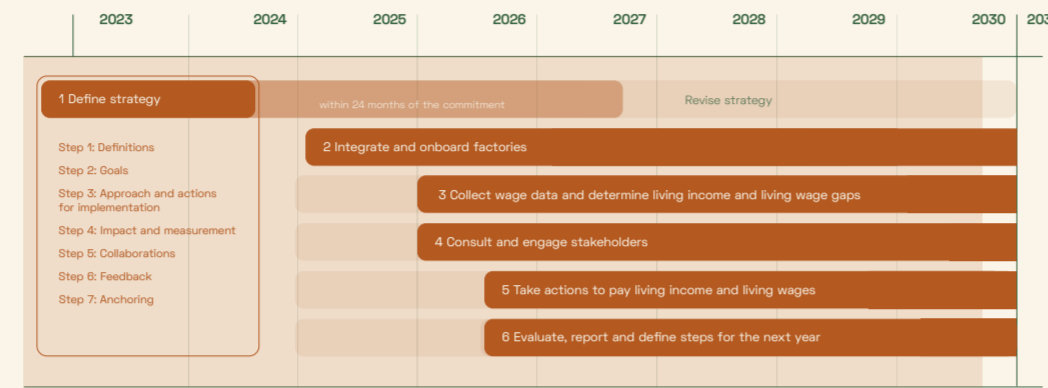 2023 2024 2025 2026 2027 2028 2029 2030
1 Define strategy
within 24 months of the commitment
Revise strategy
2 Integrate and onboard factories
Step 1: Definitions
Step 2: Goals
Step 3: Approach and actions
for implementation
Step 4: Impact and measurement
Step 5: Collaborations
Step 6: Feedback
Step 7: Anchoring
3 Collect wage data and determine living income and living wage gaps
4 Consult and engage stakeholders
5 Take actions to pay living income and living wages
6 Evaluate, report and define steps for the next year